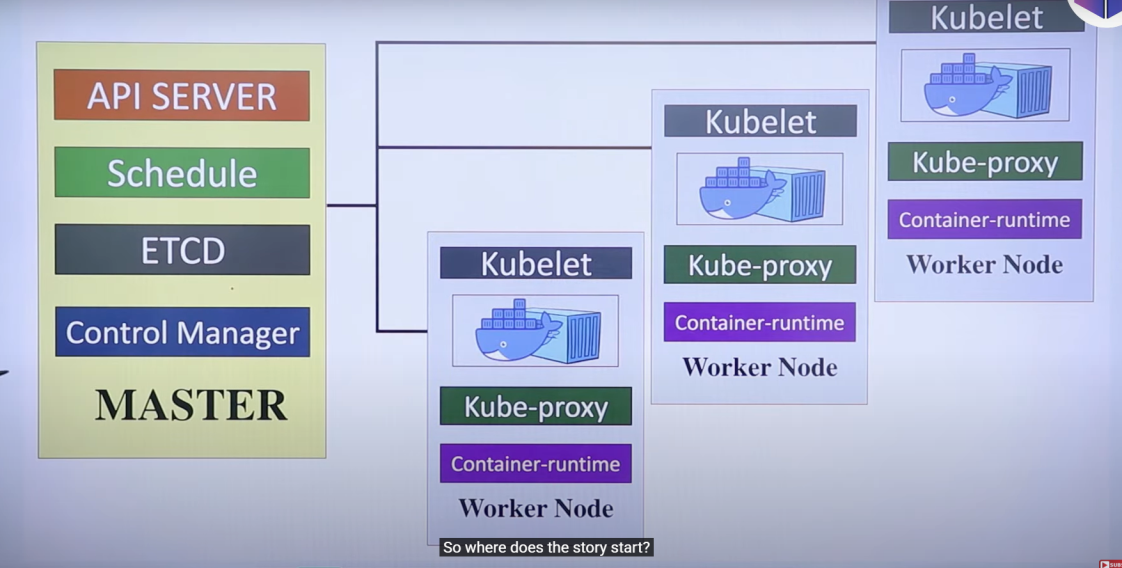 API SERVER
Schedule
ETCD
Control Manager
MASTER
Kubelet
Kube-proxy
Container-runtime
Worker Node
Kubelet
Kube-proxy
Container-runtime
Worker Node
Kubelet
Kube-proxy
Container-runtime
Worker Node
So where does the story start?